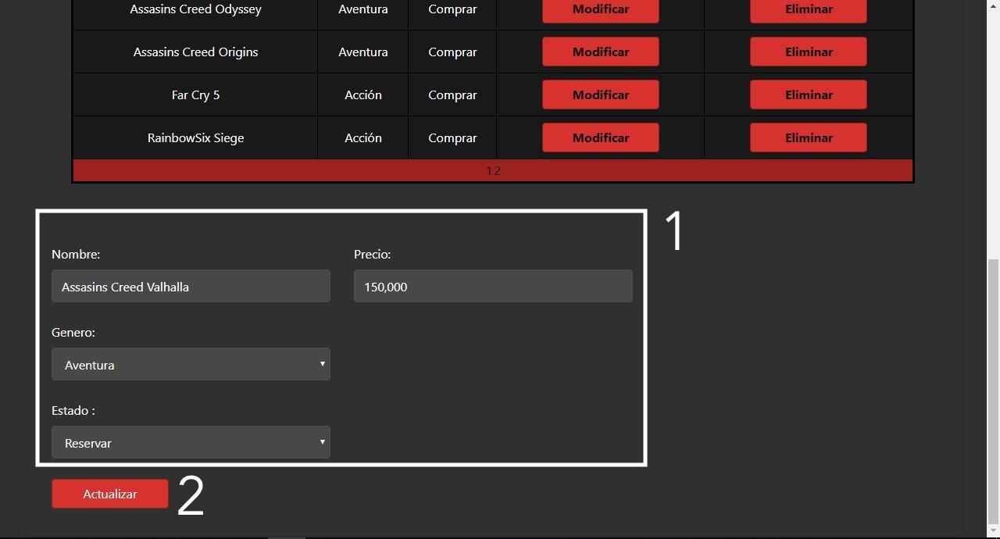 Assasins Creed Odyssey Aventura Comprar Modificar Eliminar
Assasins Creed Origins Aventura Comprar Modificar Eliminar
Far Cry 5 Acción Comprar Modificar Eliminar
RainbowSix Siege Acción Comprar Modificar Eliminar
1 2
1
Nombre: Precio:
Assasins Creed Valhalla 150,000
Genero:
Aventura
Estado :
Reservar
Actualizar 2